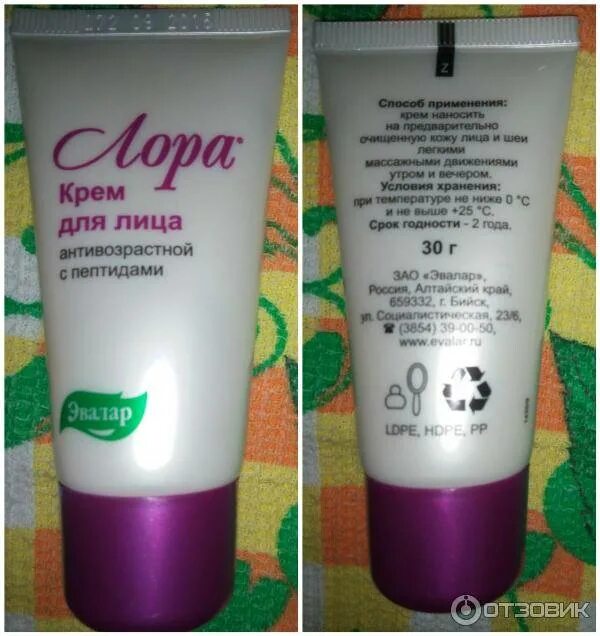 Лора
Крем
для лица
антивозрастной
с пептидами
Эвалар
Z
Способ применения:
крем наносить
на предварительно
очищенную кожу лица и шеи
легкими
массажными движениями
утром и вечером.
Условия хранения:
при температуре не ниже 0 °С
и не выше +25 °С.
Срок годности - 2 года.
30 г
ЗАО «Эвалар»,
Россия, Алтайский край,
659332, г. Бийск,
ул. Социалистическая, 23/6,
☎ (3854) 39-00-50,
www.evalar.ru
LDPE, HDPE, PP
ОТЗОВИК